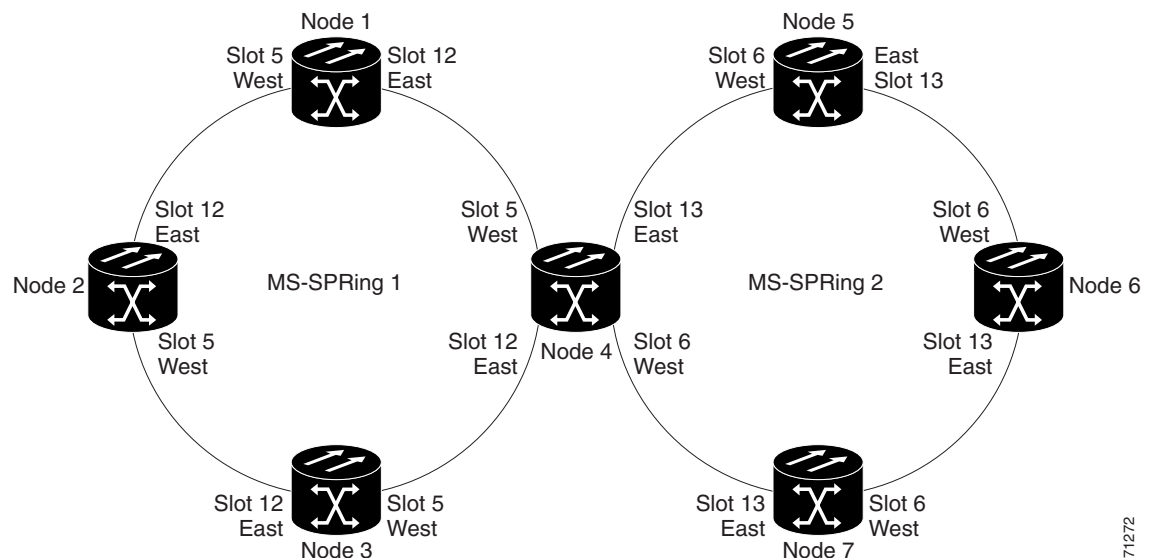 Node 1
Node 5
Slot 5
West
Slot 12
East
Slot 6
West
East
Slot 13
Slot 12
East
Slot 5
West
Slot 13
East
Slot 6
West
Node 2
MS-SPRing 1
MS-SPRing 2
Node 6
Slot 5
West
Slot 12
East
Node 4
Slot 6
West
Slot 13
East
Slot 12
East
Slot 5
West
Slot 13
East
Slot 6
West
Node 3
Node 7
71272